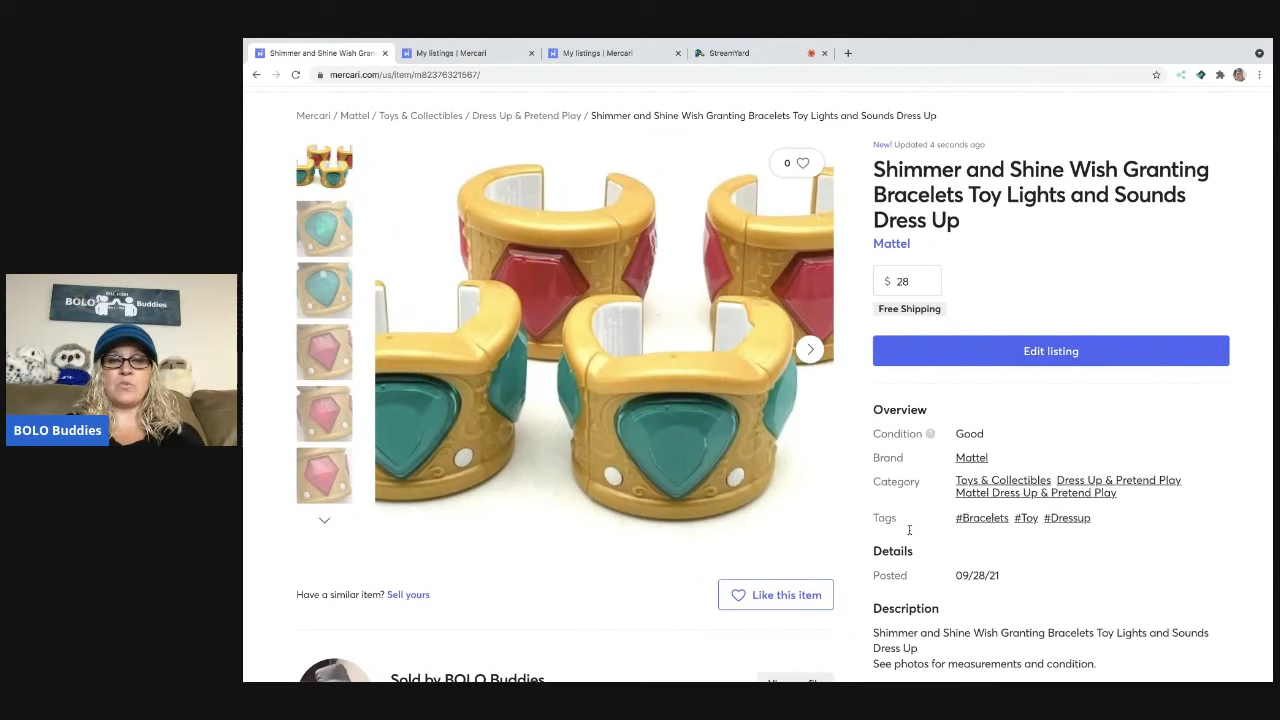 Shimmer and Shine Wish Gran
My listings | Mercari
My listings | Mercari
StreamYard
mercari.com/us/item/m82376321567/
Mercari / Mattel / Toys & Collectibles / Dress Up & Pretend Play / Shimmer and Shine Wish Granting Bracelets Toy Lights and Sounds Dress Up
0
New! Updated 4 seconds ago
Shimmer and Shine Wish Granting
Bracelets Toy Lights and Sounds
Dress Up
Mattel
$ 28
Free Shipping
Edit listing
Overview
Condition Good
Brand Mattel
Category Toys & Collectibles Dress Up & Pretend Play
Mattel Dress Up & Pretend Play
Tags #Bracelets #Toy #Dressup
Details
Posted 09/28/21
Description
Shimmer and Shine Wish Granting Bracelets Toy Lights and Sounds
Dress Up
See photos for measurements and condition.
Have a similar item? Sell yours
Like this item
Sold by BOLO Buddies
BOLO Buddies
BOLO Buddies